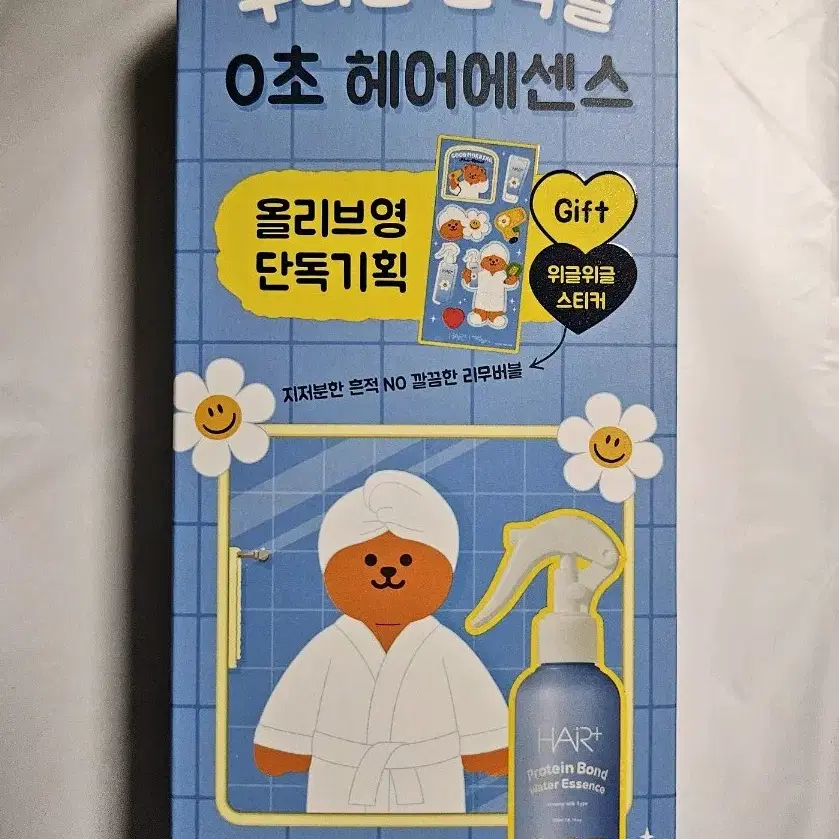 0초 헤어에센스
올리브영
단독기획
Gift
위글위글
스티커
지저분한 흔적 NO 깔끔한 리무버블
HAiR+
Protein Bond
Water Essence